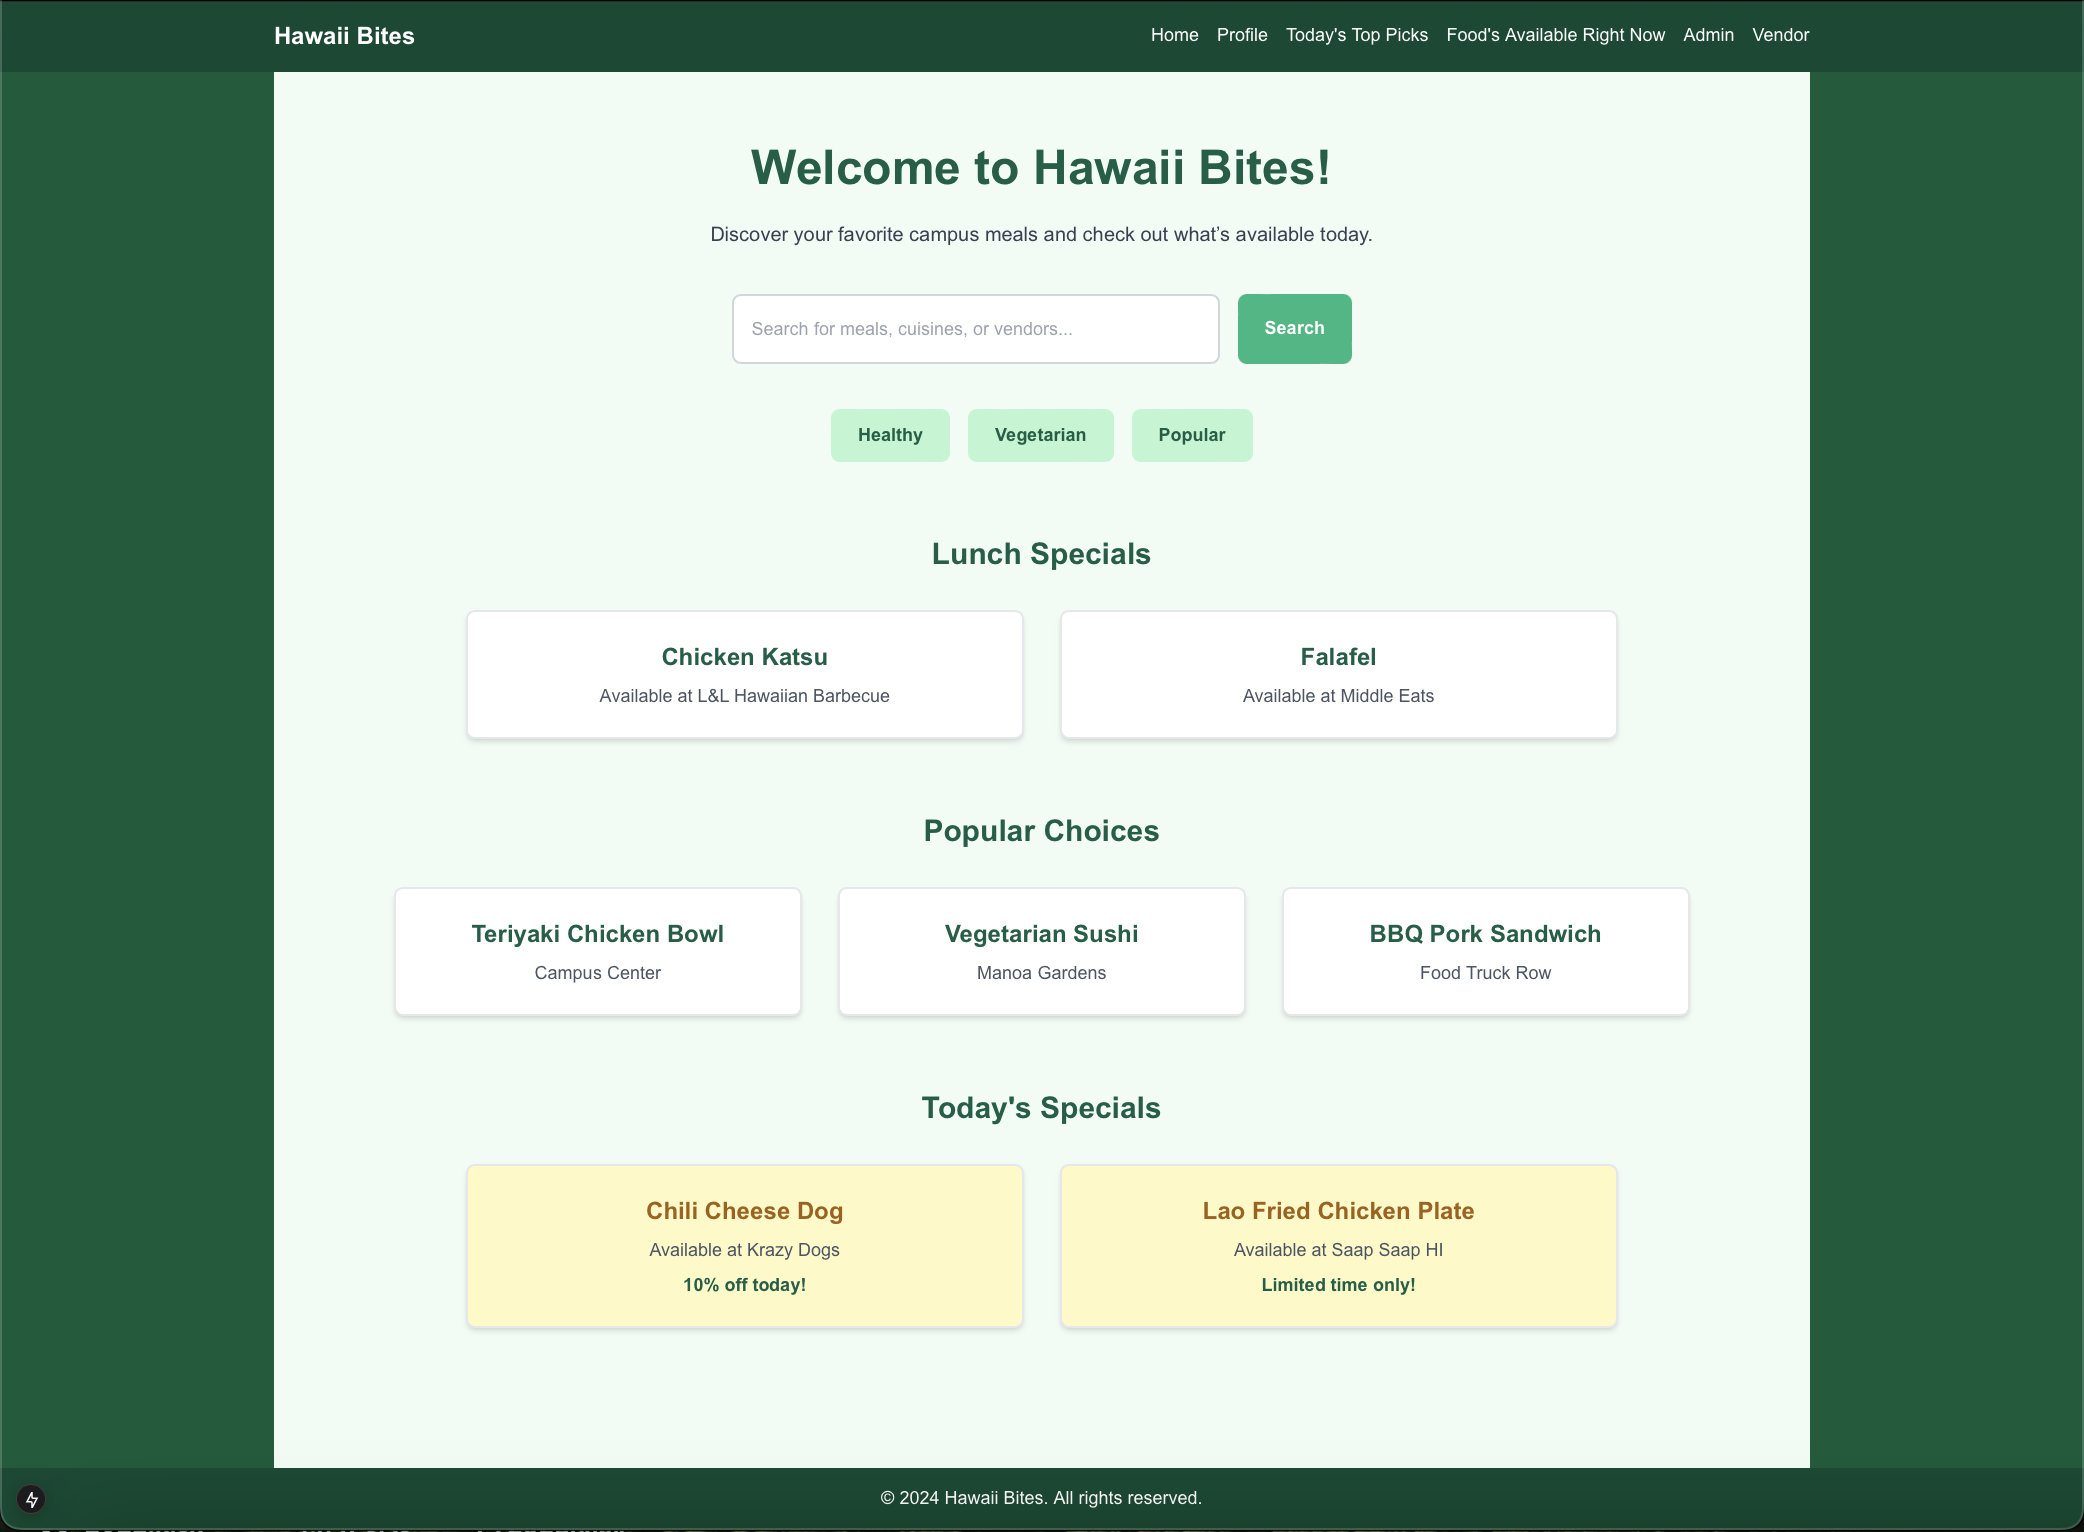 Hawaii Bites
Home Profile Today's Top Picks Food's Available Right Now Admin Vendor
Welcome to Hawaii Bites!
Discover your favorite campus meals and check out what’s available today.
Search for meals, cuisines, or vendors...
Search
Healthy Vegetarian Popular
Lunch Specials
Chicken Katsu
Available at L&L Hawaiian Barbecue
Falafel
Available at Middle Eats
Popular Choices
Teriyaki Chicken Bowl
Campus Center
Vegetarian Sushi
Manoa Gardens
BBQ Pork Sandwich
Food Truck Row
Today's Specials
Chili Cheese Dog
Available at Krazy Dogs
10% off today!
Lao Fried Chicken Plate
Available at Saap Saap HI
Limited time only!
© 2024 Hawaii Bites. All rights reserved.